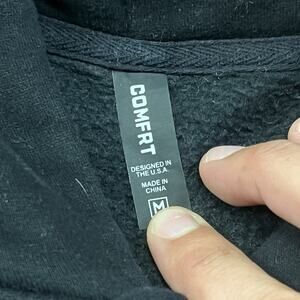 COMFRT
DESIGNED IN
THE U.S.A.
MADE IN
CHINA
M